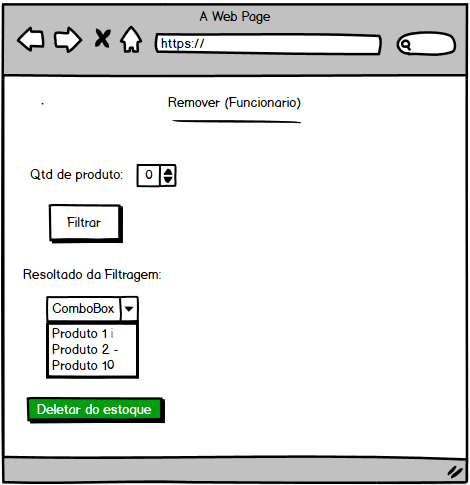 A Web Page
https://
Remover (Funcionario)
Qtd de produto: 0
Filtrar
Resoltado da Filtragem:
ComboBox
Produto 1 i
Produto 2 -
Produto 10
Deletar do estoque